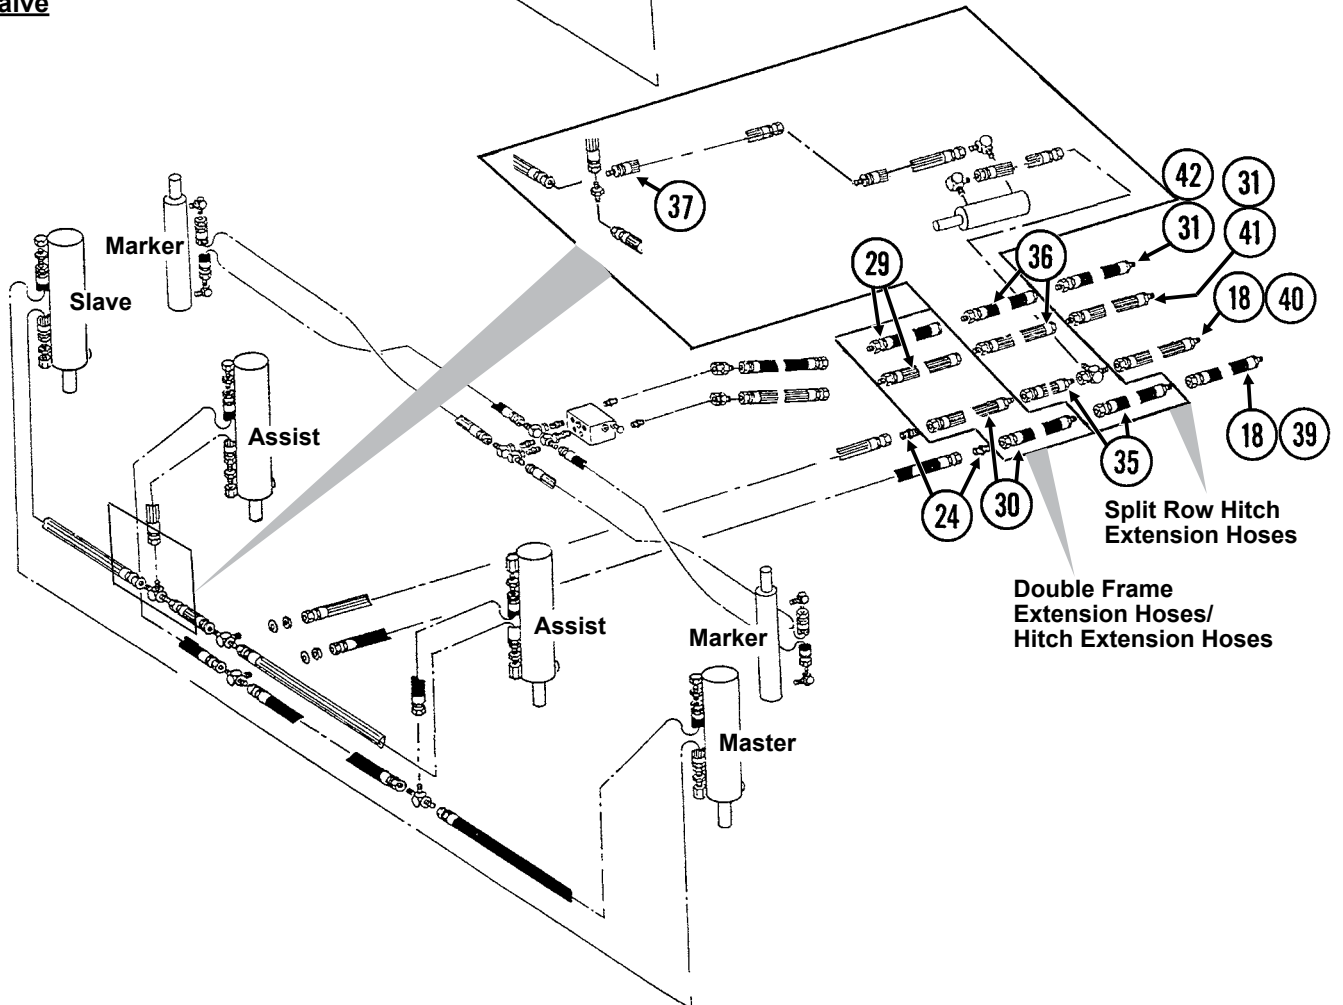 alve
37
42
31
31
41
29
36
18
40
Marker
Slave
Assist
18
39
35
24
30
Split Row Hitch
Extension Hoses
Double Frame
Extension Hoses/
Hitch Extension Hoses
Assist
Marker
Master